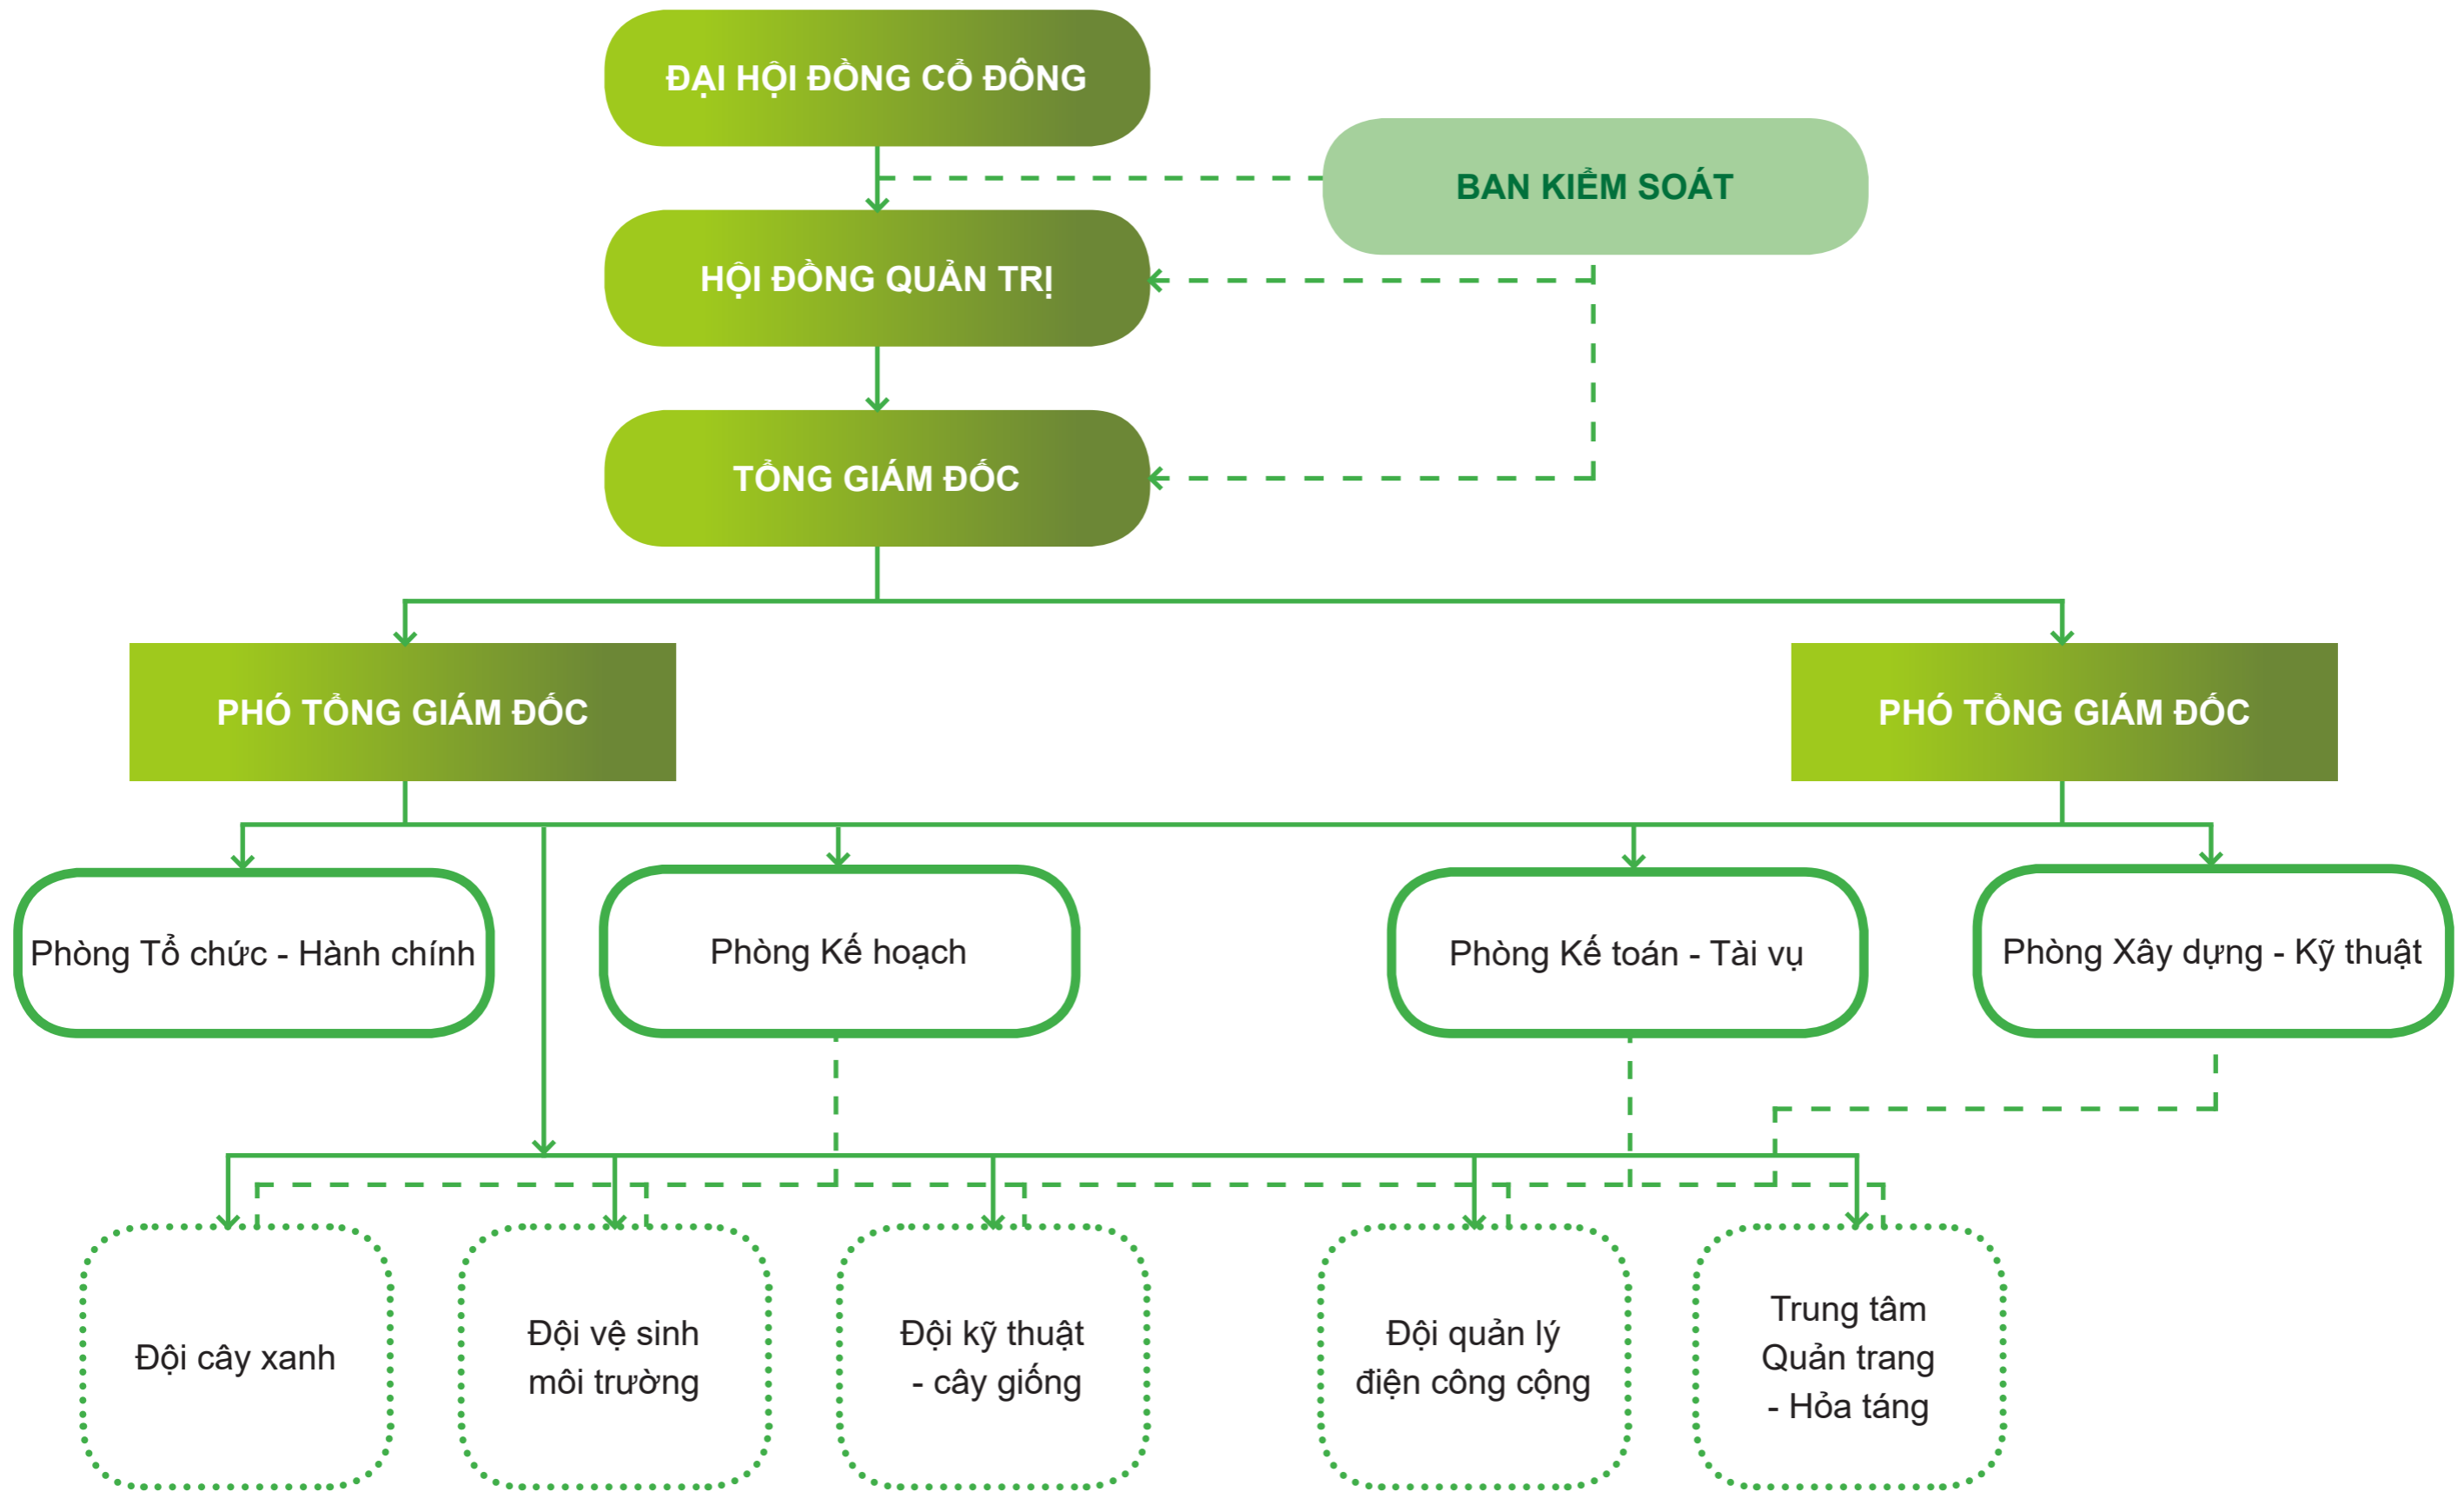 ĐẠI HỘI ĐỒNG CỔ ĐÔNG
BAN KIỂM SOÁT
HỘI ĐỒNG QUẢN TRỊ
TỔNG GIÁM ĐỐC
PHÓ TỔNG GIÁM ĐỐC
PHÓ TỔNG GIÁM ĐỐC
Phòng Tổ chức - Hành chính
Phòng Kế hoạch
Phòng Kế toán - Tài vụ
Phòng Xây dựng - Kỹ thuật
Đội cây xanh
Đội vệ sinh
môi trường
Đội kỹ thuật
- cây giống
Đội quản lý
điện công cộng
Trung tâm
Quản trang
- Hỏa táng